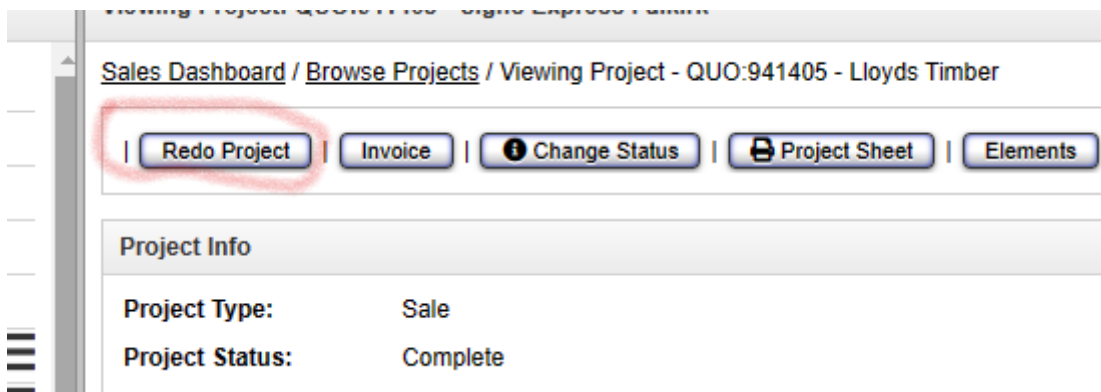 Sales Dashboard / Browse Projects / Viewing Project - QUO:941405 - Lloyds Timber
| Redo Project | Invoice | Change Status | Project Sheet | Elements
Project Info
Project Type: Sale
Project Status: Complete